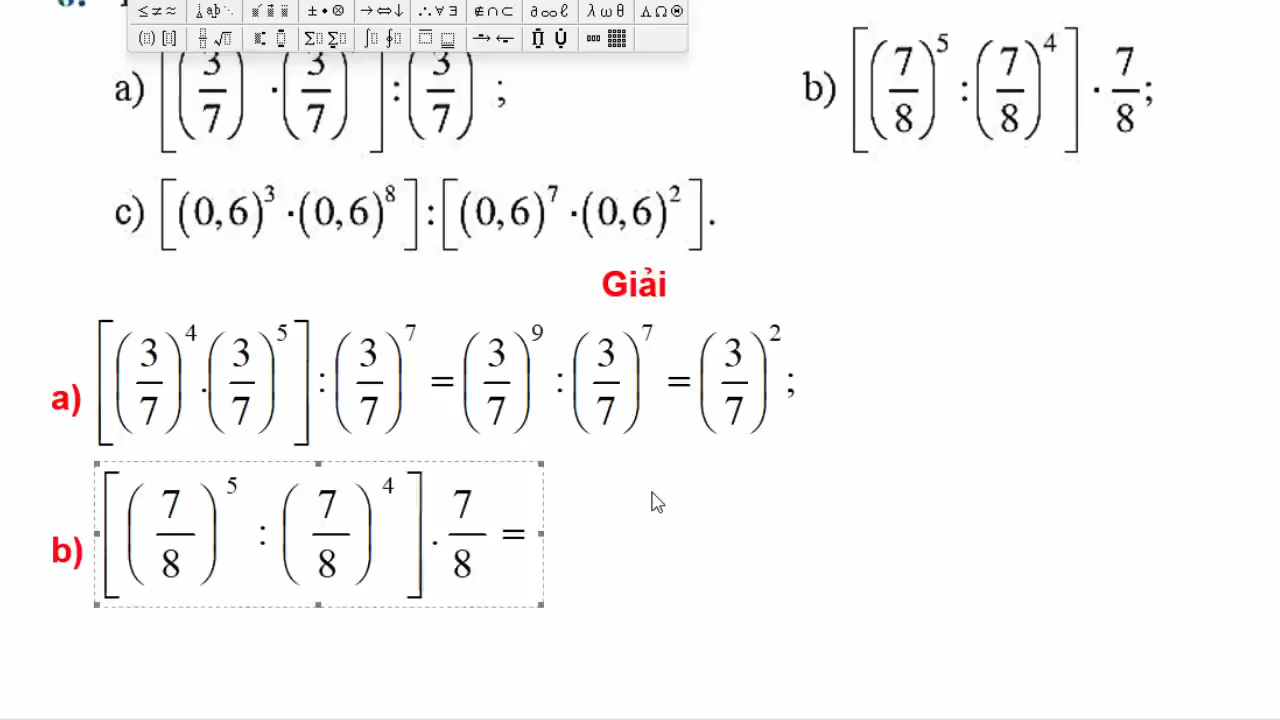 6.
a) [(3/7) · (3/7) ] : (3/7) ;
b) [(7/8)^5 : (7/8)^4] · 7/8;
c) [(0,6)^3 · (0,6)^8] : [(0,6)^7 · (0,6)^2].
Giải
a) [(3/7)^4 . (3/7)^5] : (3/7)^7 = (3/7)^9 : (3/7)^7 = (3/7)^2;
b) [(7/8)^5 : (7/8)^4] . 7/8 =